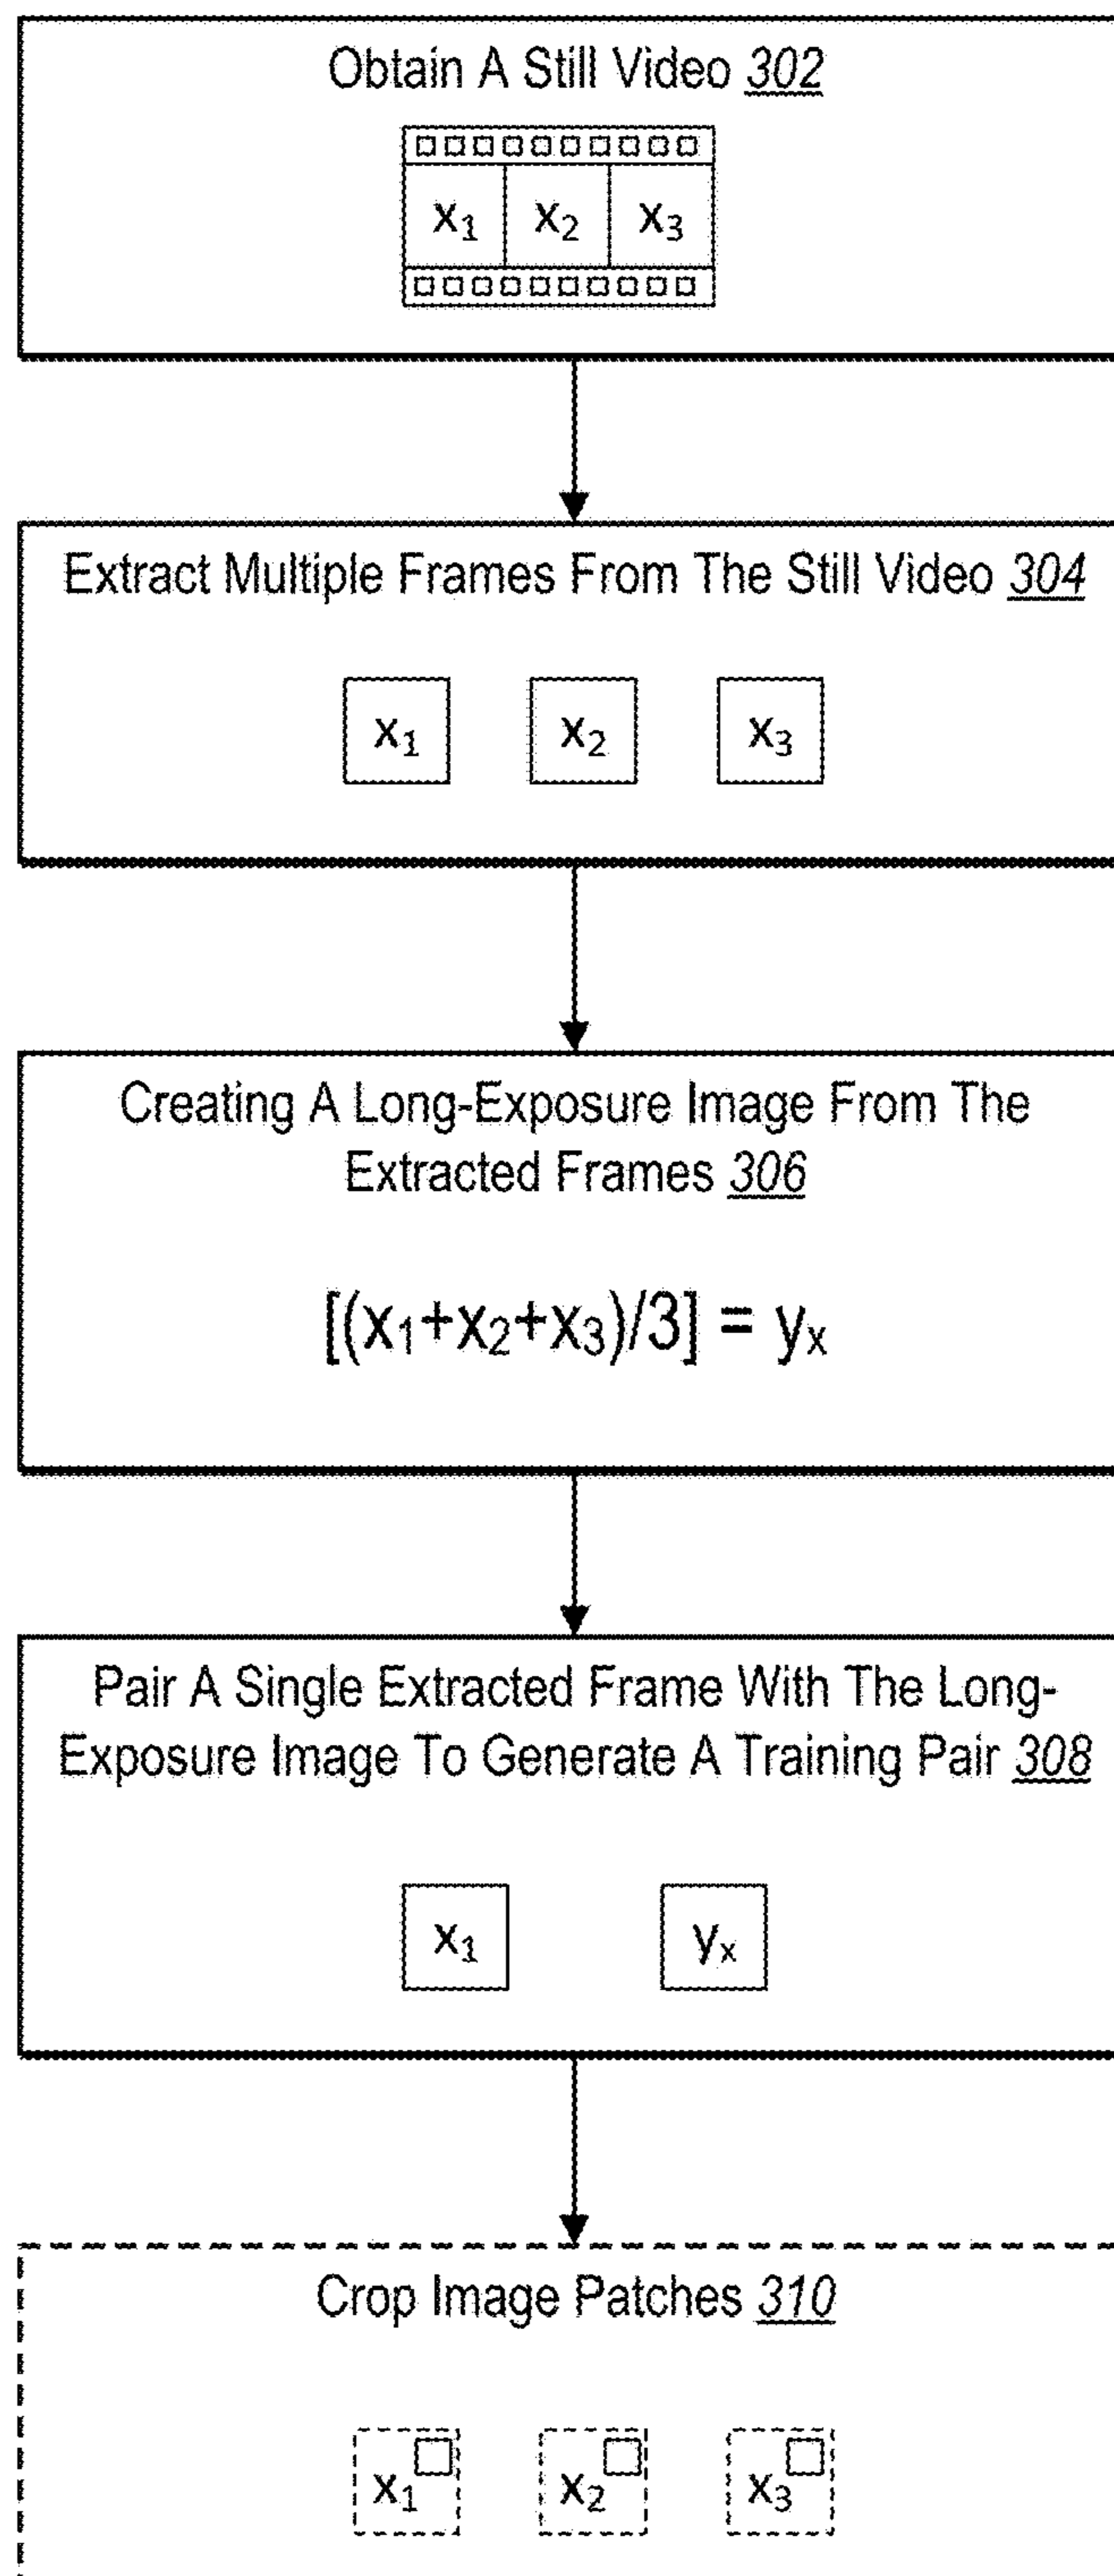 Obtain A Still Video 302
x₁ x₂ x₃
Extract Multiple Frames From The Still Video 304
x₁ x₂ x₃
Creating A Long-Exposure Image From The
Extracted Frames 306
[(x₁+x₂+x₃)/3] = yₓ
Pair A Single Extracted Frame With The Long-
Exposure Image To Generate A Training Pair 308
x₁ yₓ
Crop Image Patches 310
x₁ x₂ x₃